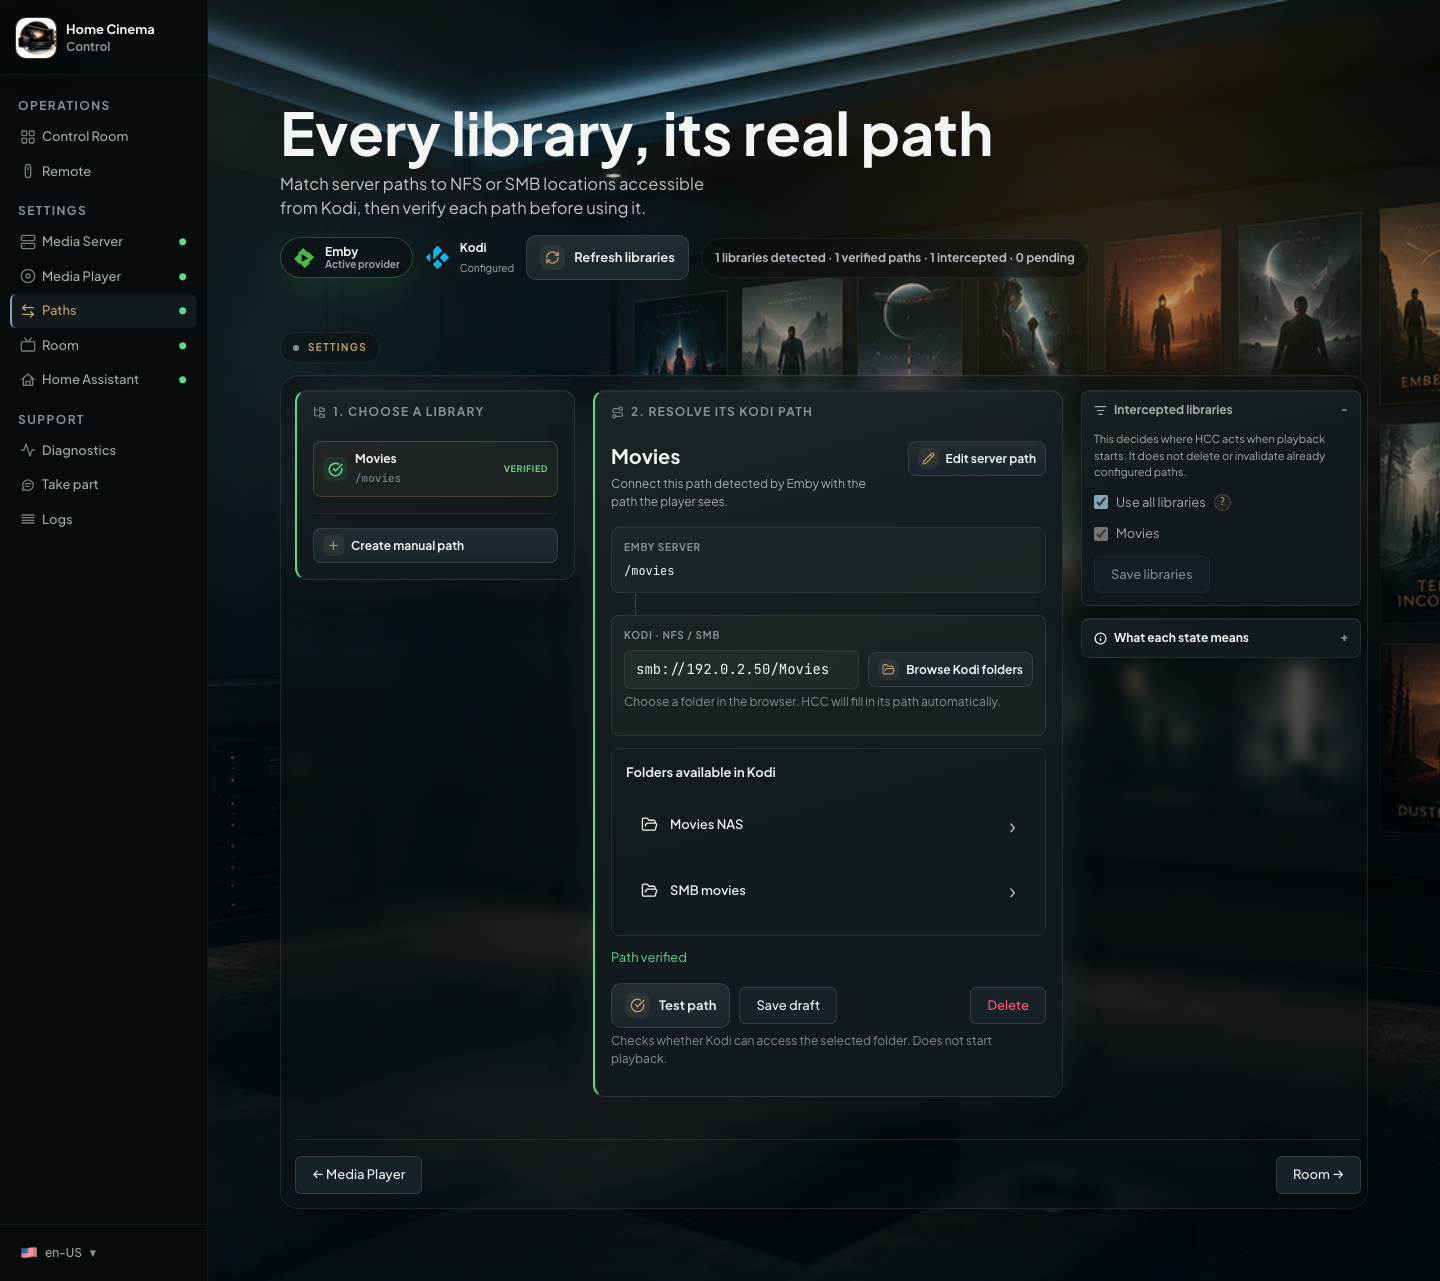 Home Cinema
Control
OPERATIONS
Control Room
Remote
SETTINGS
Media Server
Media Player
Paths
Room
Home Assistant
SUPPORT
Diagnostics
Take part
Logs
en-US
Every library, its real path
Match server paths to NFS or SMB locations accessible
from Kodi, then verify each path before using it.
Emby
Active provider
Kodi
Configured
Refresh libraries
1 libraries detected · 1 verified paths · 1 intercepted · 0 pending
SETTINGS
1. CHOOSE A LIBRARY
Movies
/movies
VERIFIED
Create manual path
2. RESOLVE ITS KODI PATH
Movies
Connect this path detected by Emby with the
path the player sees.
Edit server path
EMBY SERVER
/movies
KODI · NFS / SMB
smb://192.0.2.50/Movies
Browse Kodi folders
Choose a folder in the browser. HCC will fill in its path automatically.
Folders available in Kodi
Movies NAS
SMB movies
Path verified
Test path
Save draft
Delete
Checks whether Kodi can access the selected folder. Does not start
playback.
Intercepted libraries
-
This decides where HCC acts when playback
starts. It does not delete or invalidate already
configured paths.
Use all libraries ?
Movies
Save libraries
What each state means
+
← Media Player
Room →